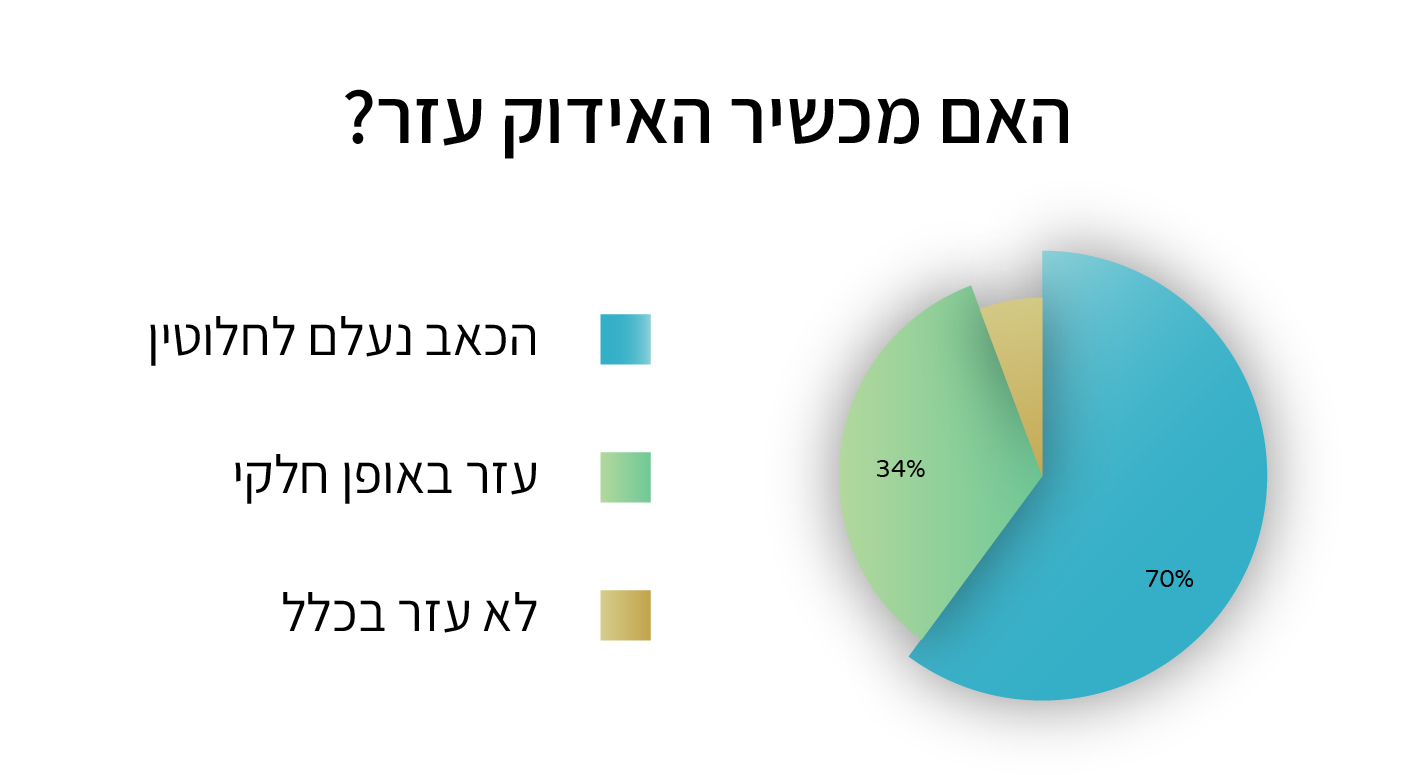 האם מכשיר האידוק עזר?
הכאב נעלם לחלוטין
עזר באופן חלקי
לא עזר בכלל
34%
70%